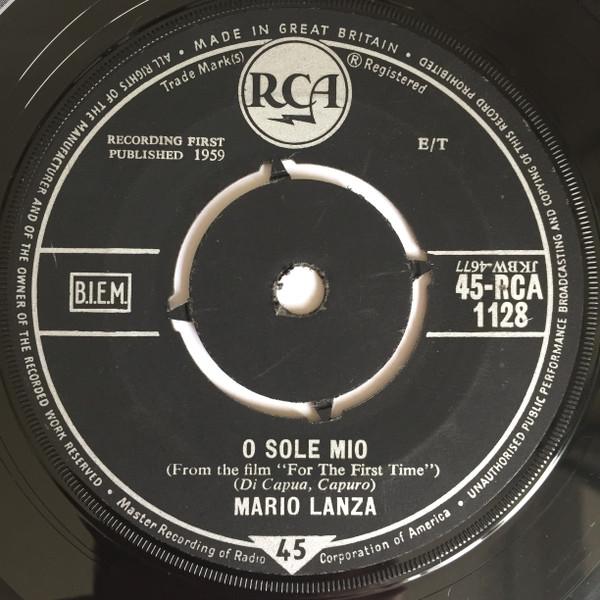 MADE IN GREAT BRITAIN •
ALL RIGHTS OF THE MANUFACTURER AND OF THE OWNER OF THE RECORDED WORK RESERVED •
UNAUTHORISED PUBLIC PERFORMANCE BROADCASTING AND COPYING OF THIS RECORD PROHIBITED •
Trade Mark(s) ® Registered
RCA
RECORDING FIRST
PUBLISHED 1959
E/T
B.I.E.M.
JKBW-4677
45-RCA
1128
O SOLE MIO
(From the film "For The First Time")
(Di Capua, Capuro)
MARIO LANZA
Master Recording of Radio Corporation of America •
45